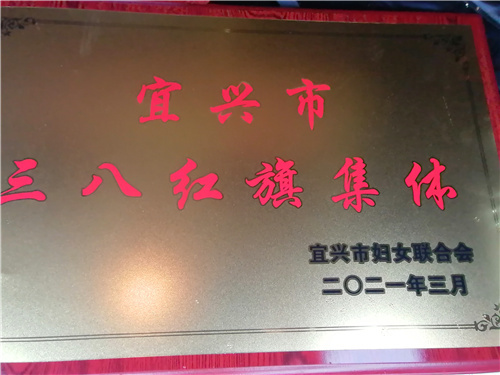 宜兴市
三八红旗集体
宜兴市妇女联合会
二〇二一年三月